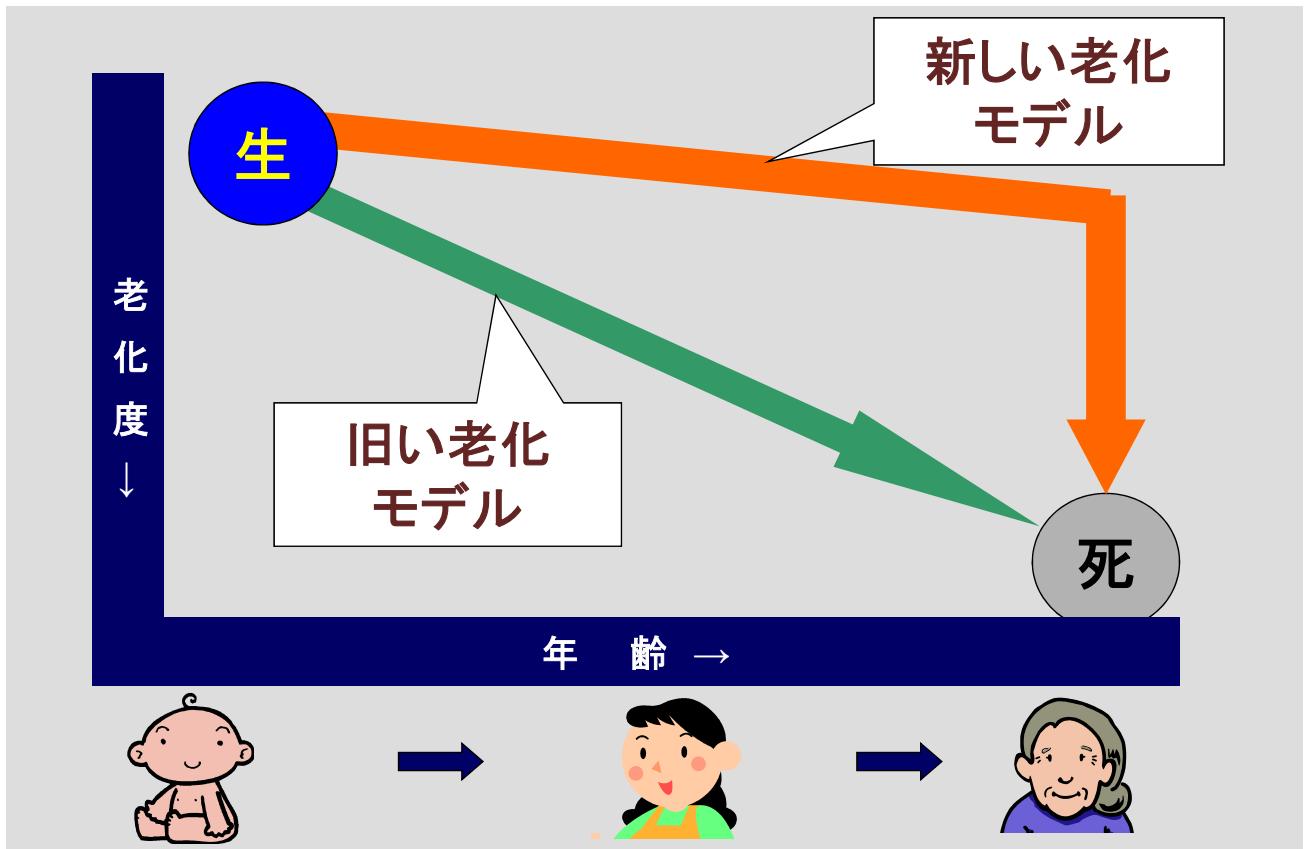 新しい老化
モデル
生
老化度↓
旧い老化
モデル
死
年 齢 →